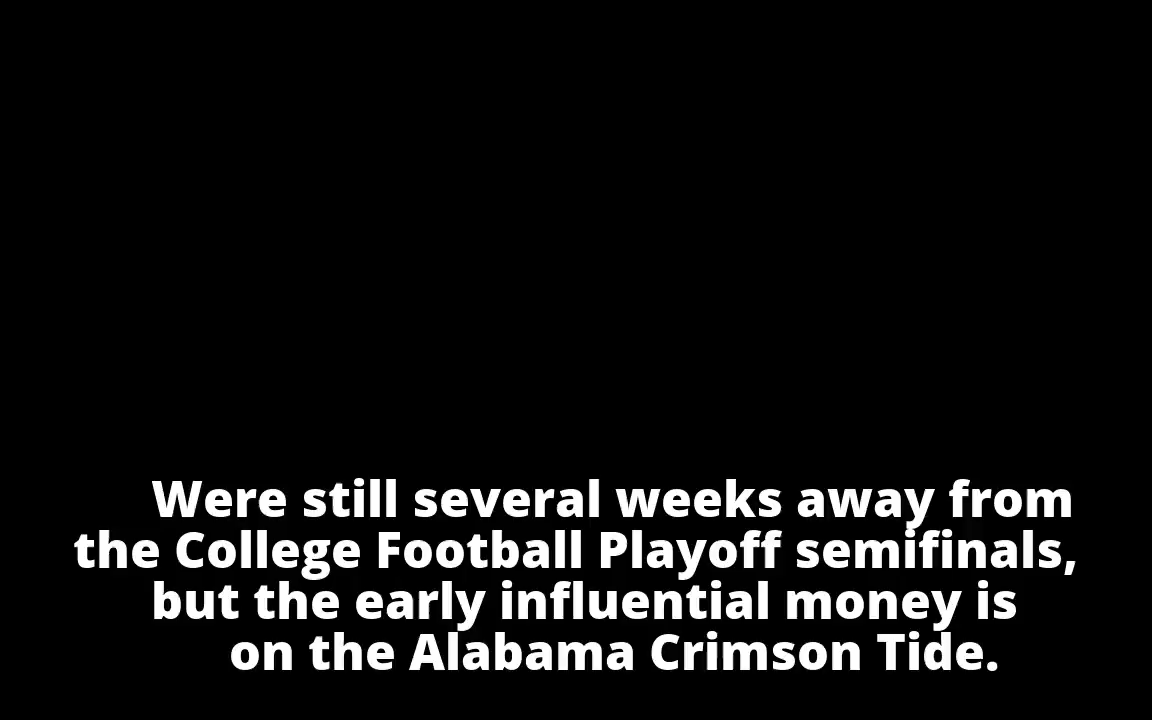 Were still several weeks away from
the College Football Playoff semifinals,
but the early influential money is
on the Alabama Crimson Tide.